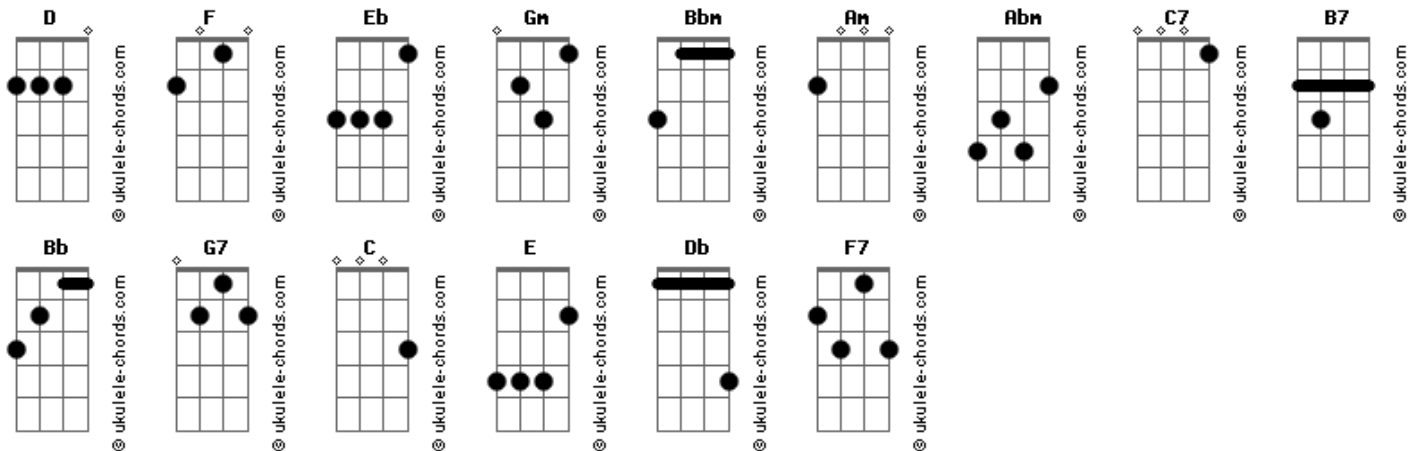 D F Eb Gm Bbm Am Abm C7 B7
© ukulele-chords.com © ukulele-chords.com © ukulele-chords.com © ukulele-chords.com © ukulele-chords.com © ukulele-chords.com © ukulele-chords.com © ukulele-chords.com © ukulele-chords.com
Bb G7 C E Db F7
© ukulele-chords.com © ukulele-chords.com © ukulele-chords.com © ukulele-chords.com © ukulele-chords.com © ukulele-chords.com